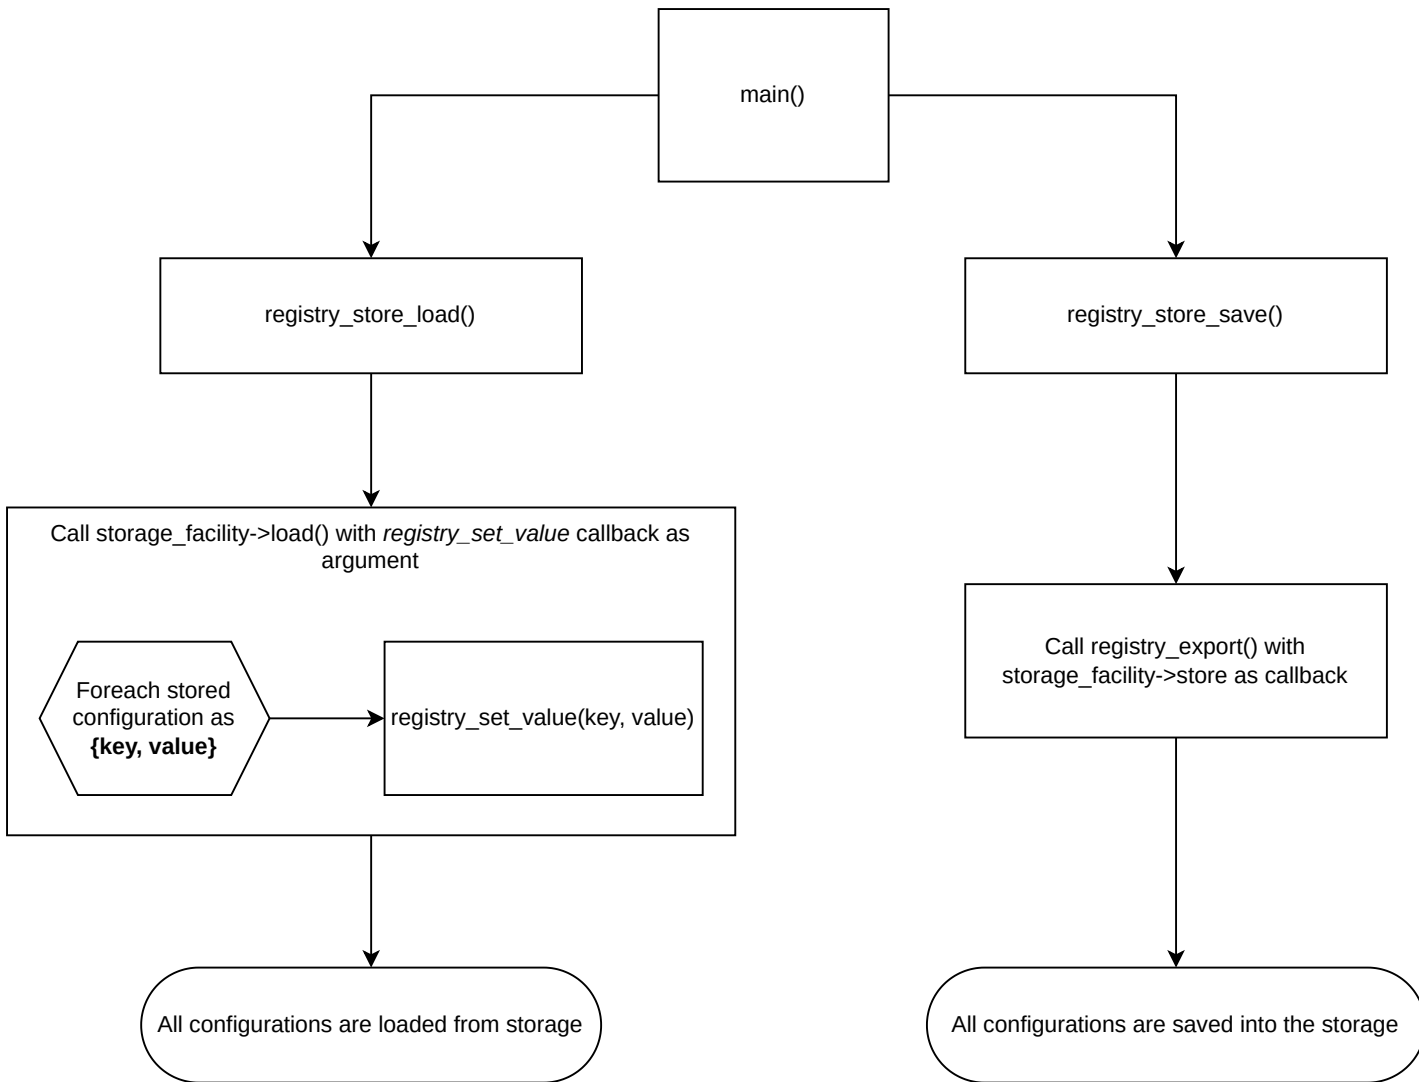 main()
registry_store_load()
registry_store_save()
Call storage_facility->load() with registry_set_value callback as
argument
Foreach stored
configuration as
{key, value}
registry_set_value(key, value)
Call registry_export() with
storage_facility->store as callback
All configurations are loaded from storage
All configurations are saved into the storage